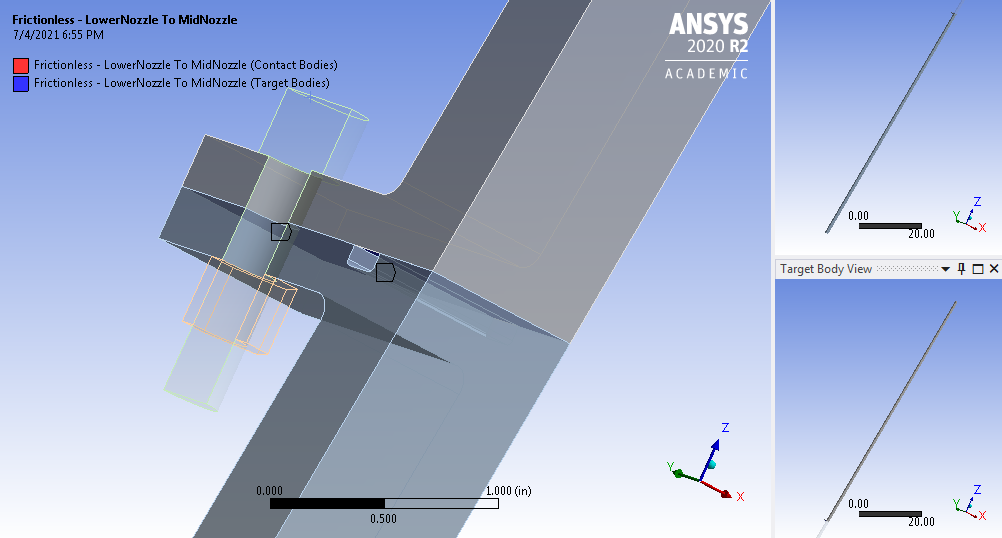 Frictionless - LowerNozzle To MidNozzle
7/4/2021 6:55 PM
Frictionless - LowerNozzle To MidNozzle (Contact Bodies)
Frictionless - LowerNozzle To MidNozzle (Target Bodies)
ANSYS
2020 R2
ACADEMIC
Z
Y
X
0.00
20.00
Target Body View
Z
Y
X
0.00
20.00
Z
Y
X
0.000
1.000 (in)
0.500